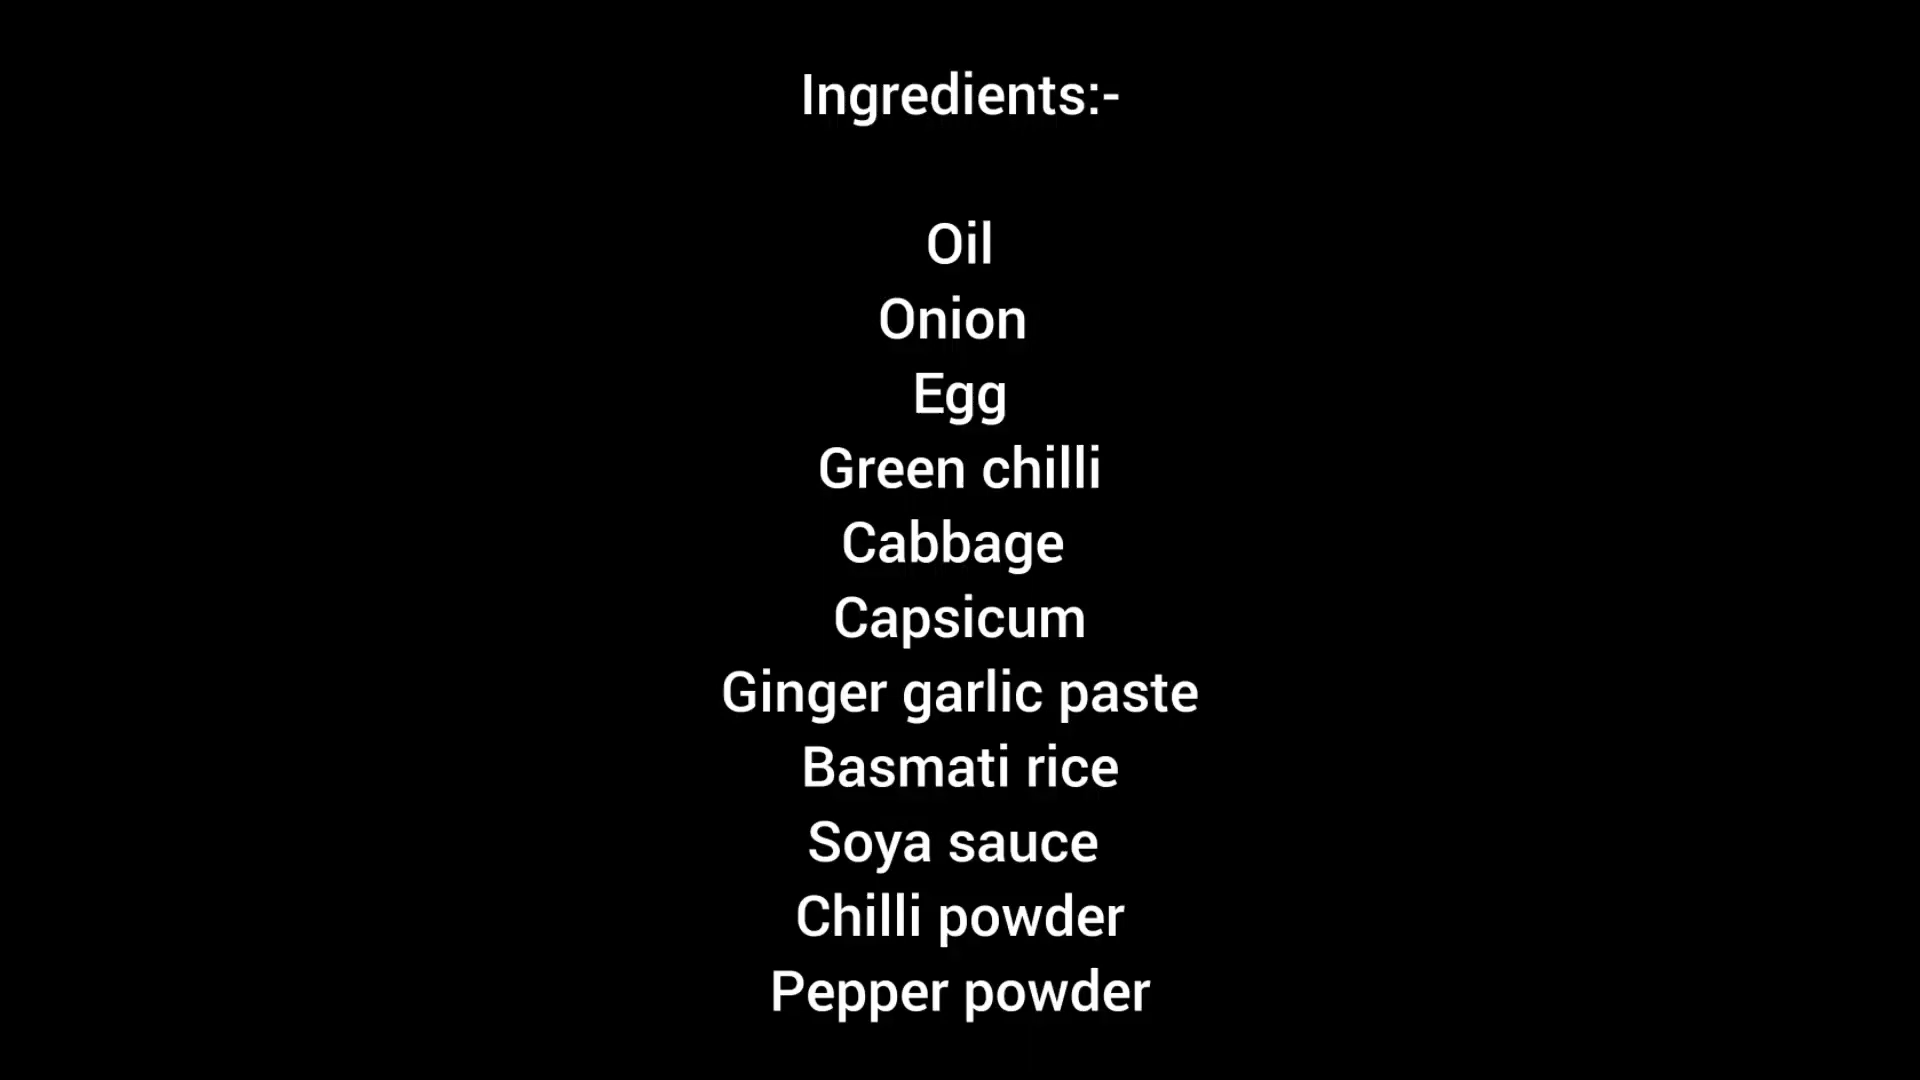 Ingredients:-
Oil
Onion
Egg
Green chilli
Cabbage
Capsicum
Ginger garlic paste
Basmati rice
Soya sauce
Chilli powder
Pepper powder